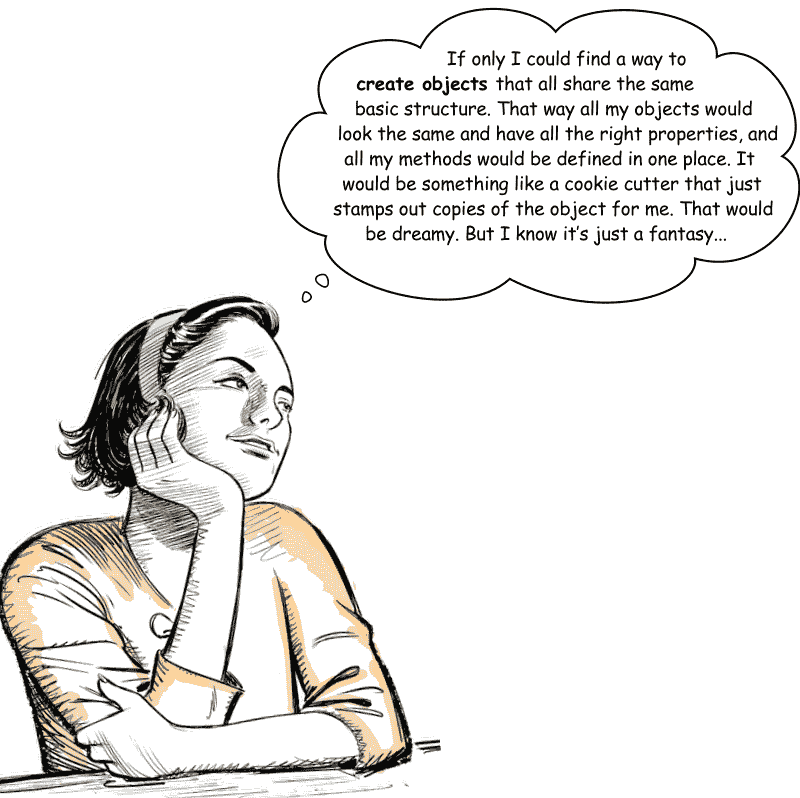 If only I could find a way to
create objects that all share the same
basic structure. That way all my objects would
look the same and have all the right properties, and
all my methods would be defined in one place. It
would be something like a cookie cutter that just
stamps out copies of the object for me. That would
be dreamy. But I know it's just a fantasy...